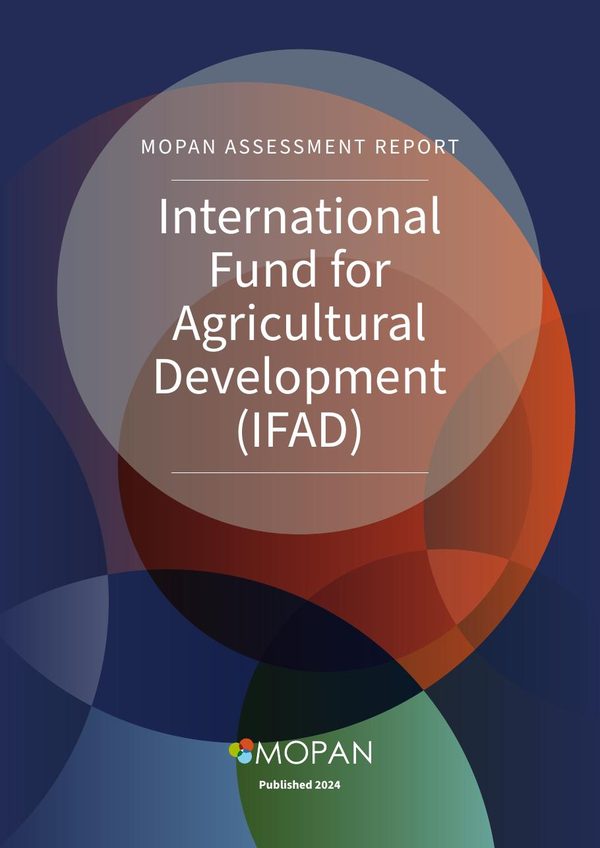 MOPAN ASSESSMENT REPORT
International
Fund for
Agricultural
Development
(IFAD)
MOPAN
Published 2024